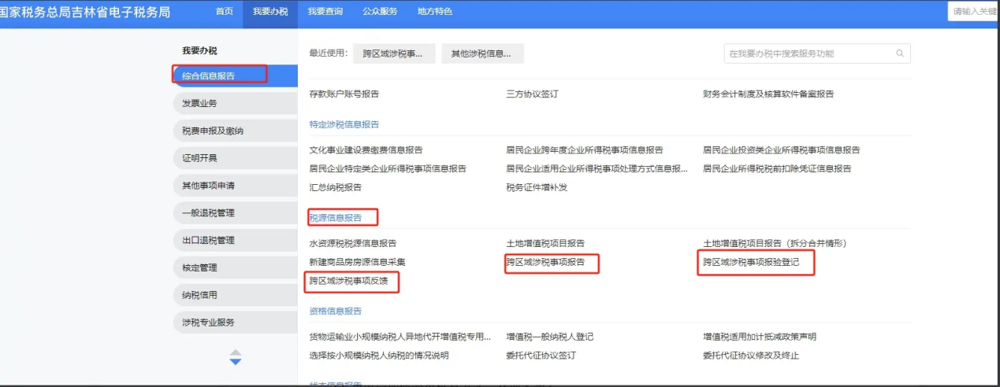 国家税务总局吉林省电子税务局 首页 我要办税 我要查询 公众服务 地方特色 请输入关键
我要办税
最近使用： 跨区域涉税事... 其他涉税信息... 在我要办税中搜索服务功能
综合信息报告
发票业务
税费申报及缴纳
证明开具
其他事项申请
一般退税管理
出口退税管理
核定管理
纳税信用
涉税专业服务
存款账户账号报告 三方协议签订 财务会计制度及核算软件备案报告
特定涉税信息报告
文化事业建设费缴费信息报告 居民企业跨年度企业所得税事项信息报告 居民企业投资类企业所得税事项信息报告
居民企业特定类企业所得税事项信息报告 居民企业适用企业所得税事项处理方式信息报... 居民企业所得税税前扣除凭证信息报告
汇总纳税报告 税务证件增补发
税源信息报告
水资源税税源信息报告 土地增值税项目报告 土地增值税项目报告（拆分合并情形）
新建商品房房源信息采集 跨区域涉税事项报告 跨区域涉税事项报验登记
跨区域涉税事项反馈
资格信息报告
货物运输业小规模纳税人异地代开增值税专用... 增值税一般纳税人登记 增值税适用加计抵减政策声明
选择按小规模纳税人纳税的情况说明 委托代征协议签订 委托代征协议修改及终止
状态信息报告